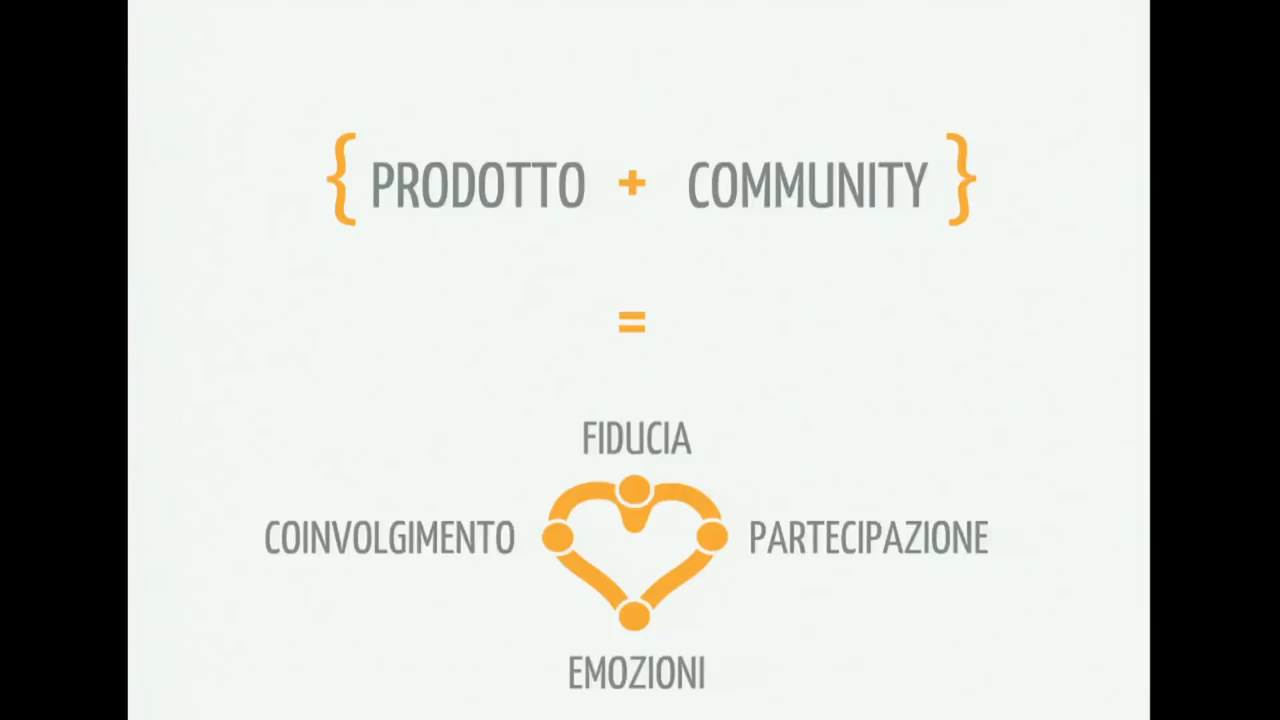 { PRODOTTO + COMMUNITY }
=
FIDUCIA
COINVOLGIMENTO PARTECIPAZIONE
EMOZIONI